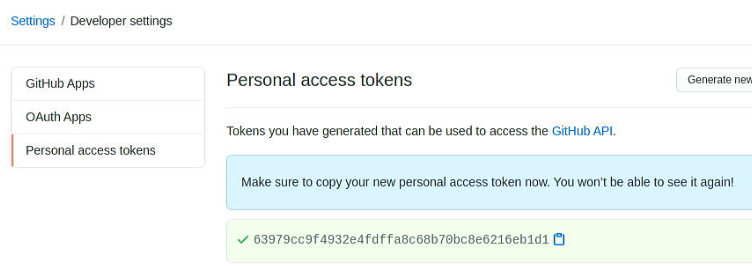 Settings / Developer settings
GitHub Apps
OAuth Apps
Personal access tokens
Personal access tokens
Generate new
Tokens you have generated that can be used to access the GitHub API.
Make sure to copy your new personal access token now. You won't be able to see it again!
63979cc9f4932e4fdffa8c68b70bc8e6216eb1d1